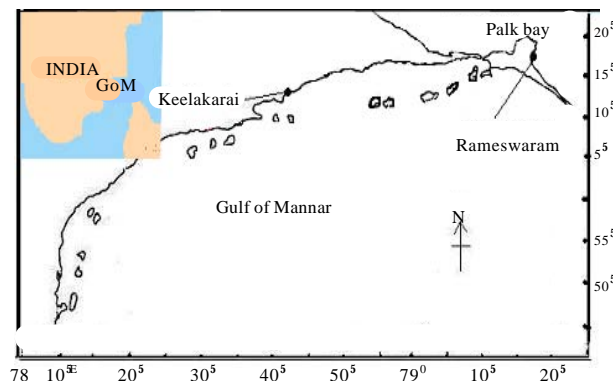 Palk bay
INDIA
GoM
Keelakarai
Rameswaram
Gulf of Mannar
N
20⁵
15⁵
10⁵
5⁵
55⁵
50⁵
78 10⁵E 20⁵ 30⁵ 40⁵ 50⁵ 79⁰ 10⁵ 20⁵